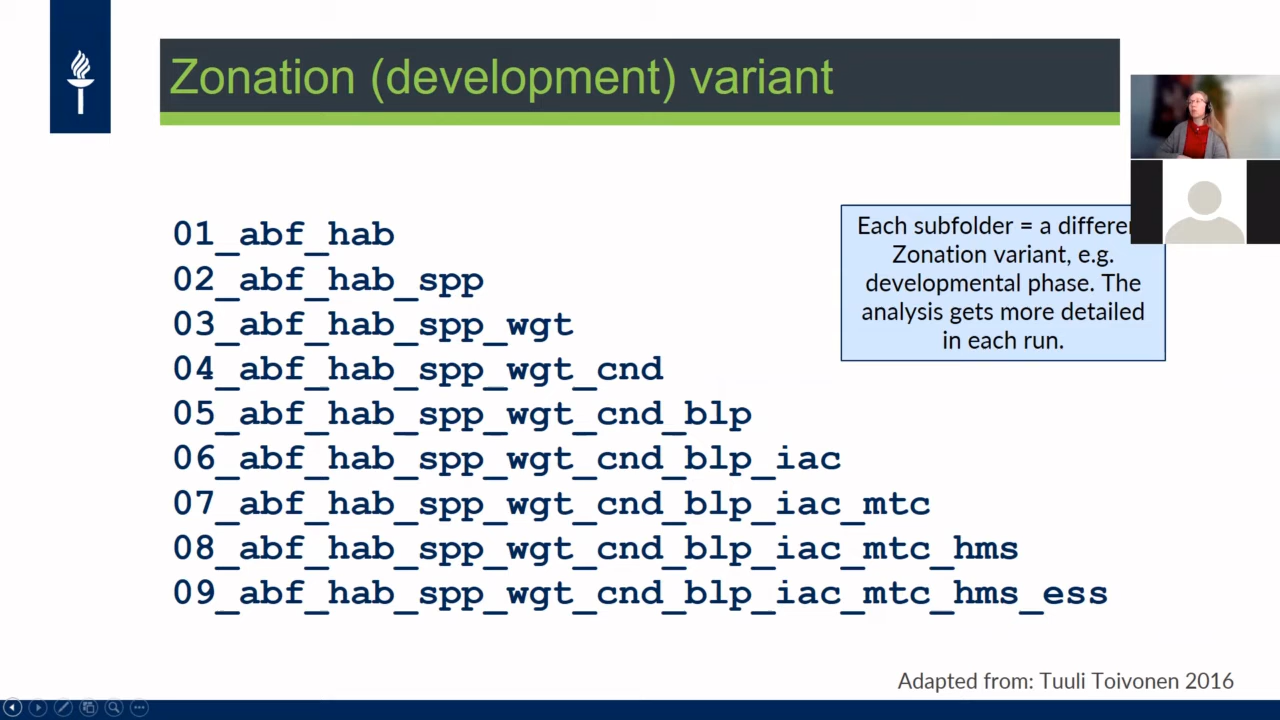 Zonation (development) variant
01_abf_hab
02_abf_hab_spp
03_abf_hab_spp_wgt
04_abf_hab_spp_wgt_cnd
05_abf_hab_spp_wgt_cnd_blp
06_abf_hab_spp_wgt_cnd_blp_iac
07_abf_hab_spp_wgt_cnd_blp_iac_mtc
08_abf_hab_spp_wgt_cnd_blp_iac_mtc_hms
09_abf_hab_spp_wgt_cnd_blp_iac_mtc_hms_ess
Each subfolder = a differen
Zonation variant, e.g.
developmental phase. The
analysis gets more detailed
in each run.
Adapted from: Tuuli Toivonen 2016